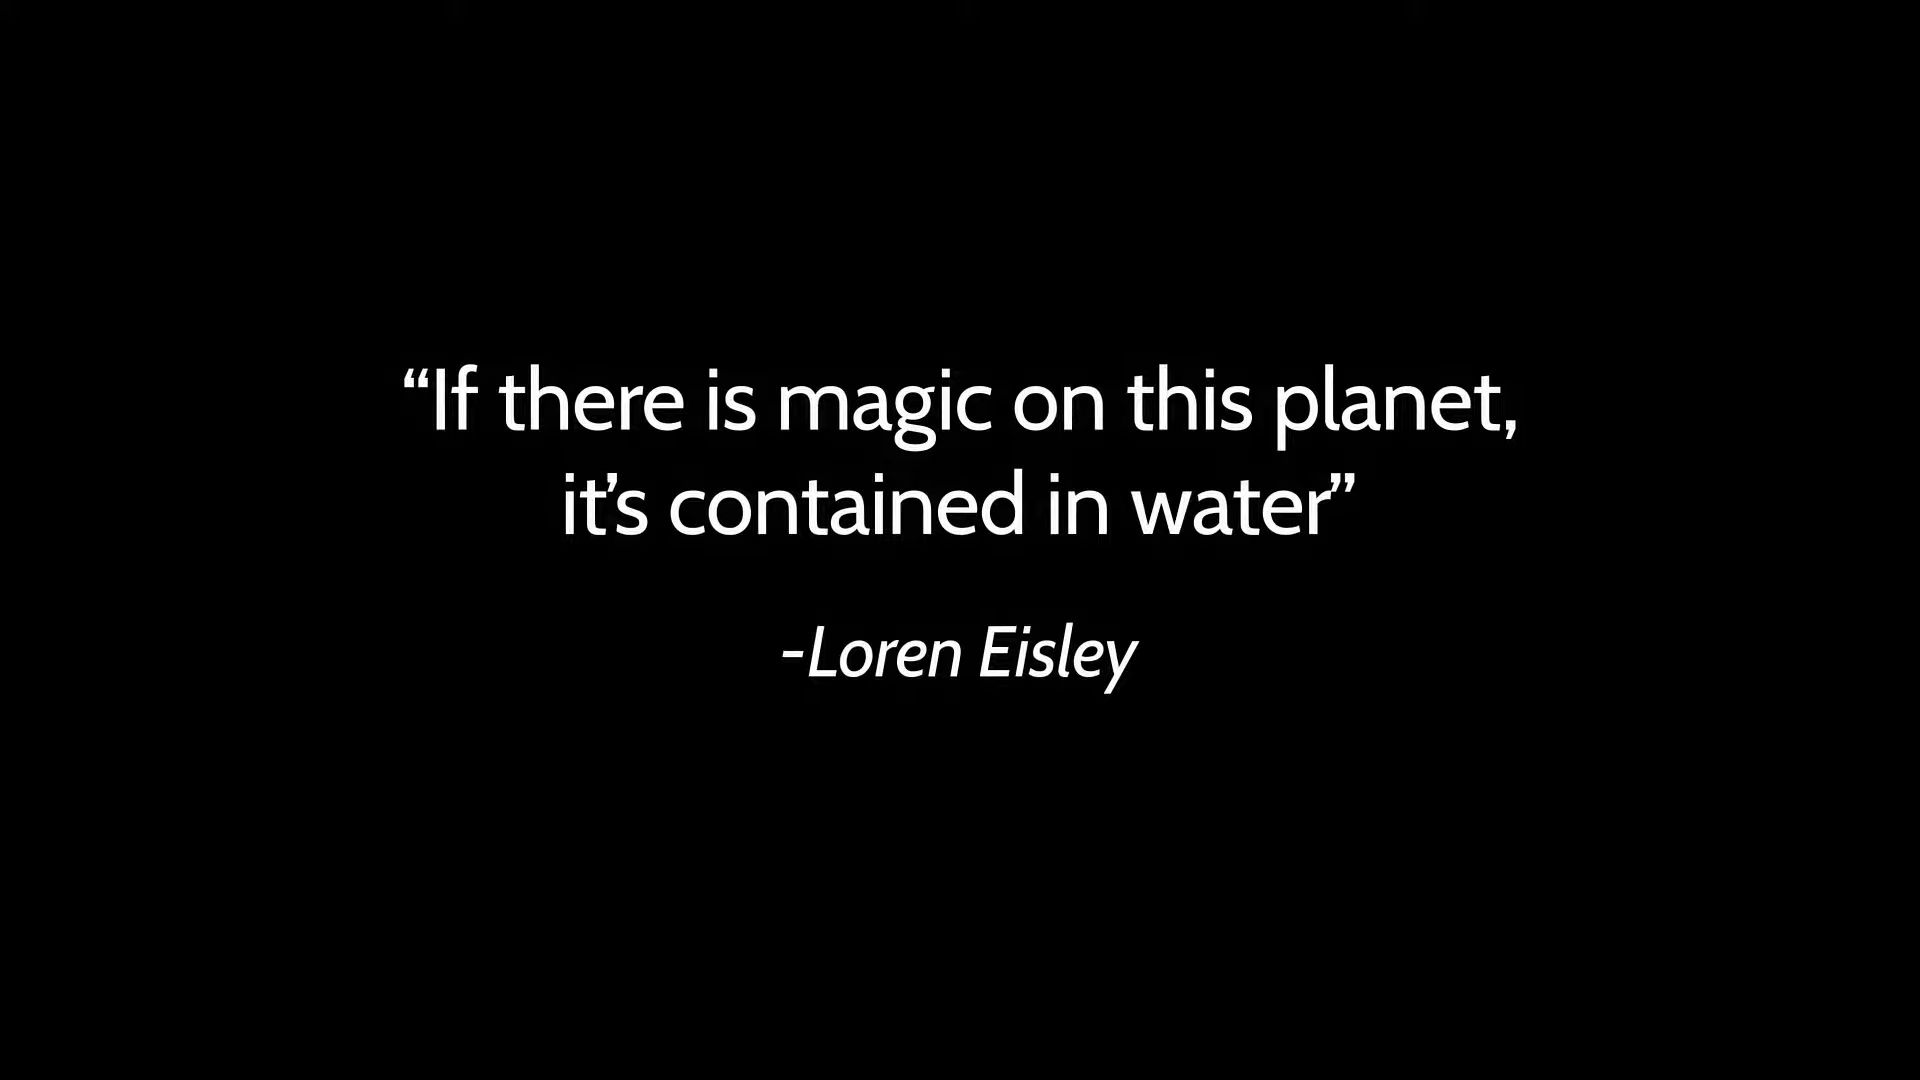 “If there is magic on this planet,
it’s contained in water”
-Loren Eisley